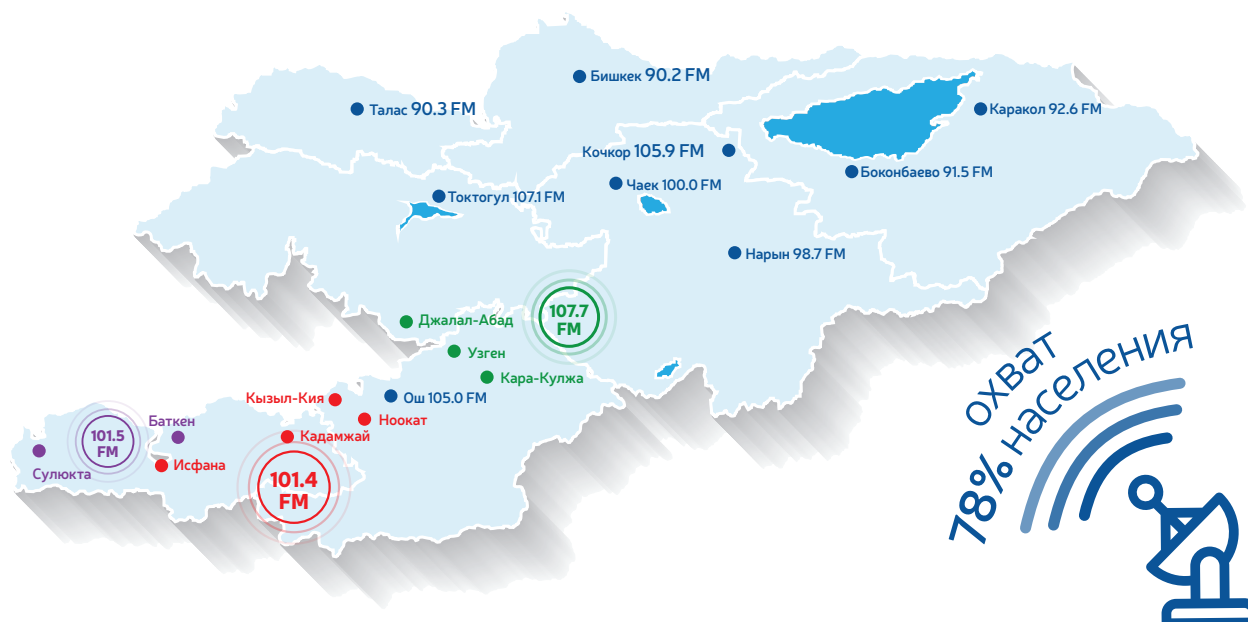 Бишкек 90.2 FM
Талас 90.3 FM
Каракол 92.6 FM
Кочкор 105.9 FM
Боконбаево 91.5 FM
Чаек 100.0 FM
Токтогул 107.1 FM
Нарын 98.7 FM
107.7
FM
Джалал-Абад
Узген
Кара-Кулжа
Кызыл-Кия
Ош 105.0 FM
Ноокат
Баткен
Кадамжай
101.5
FM
Исфана
Сулюкта
101.4
FM
охват
78% населения